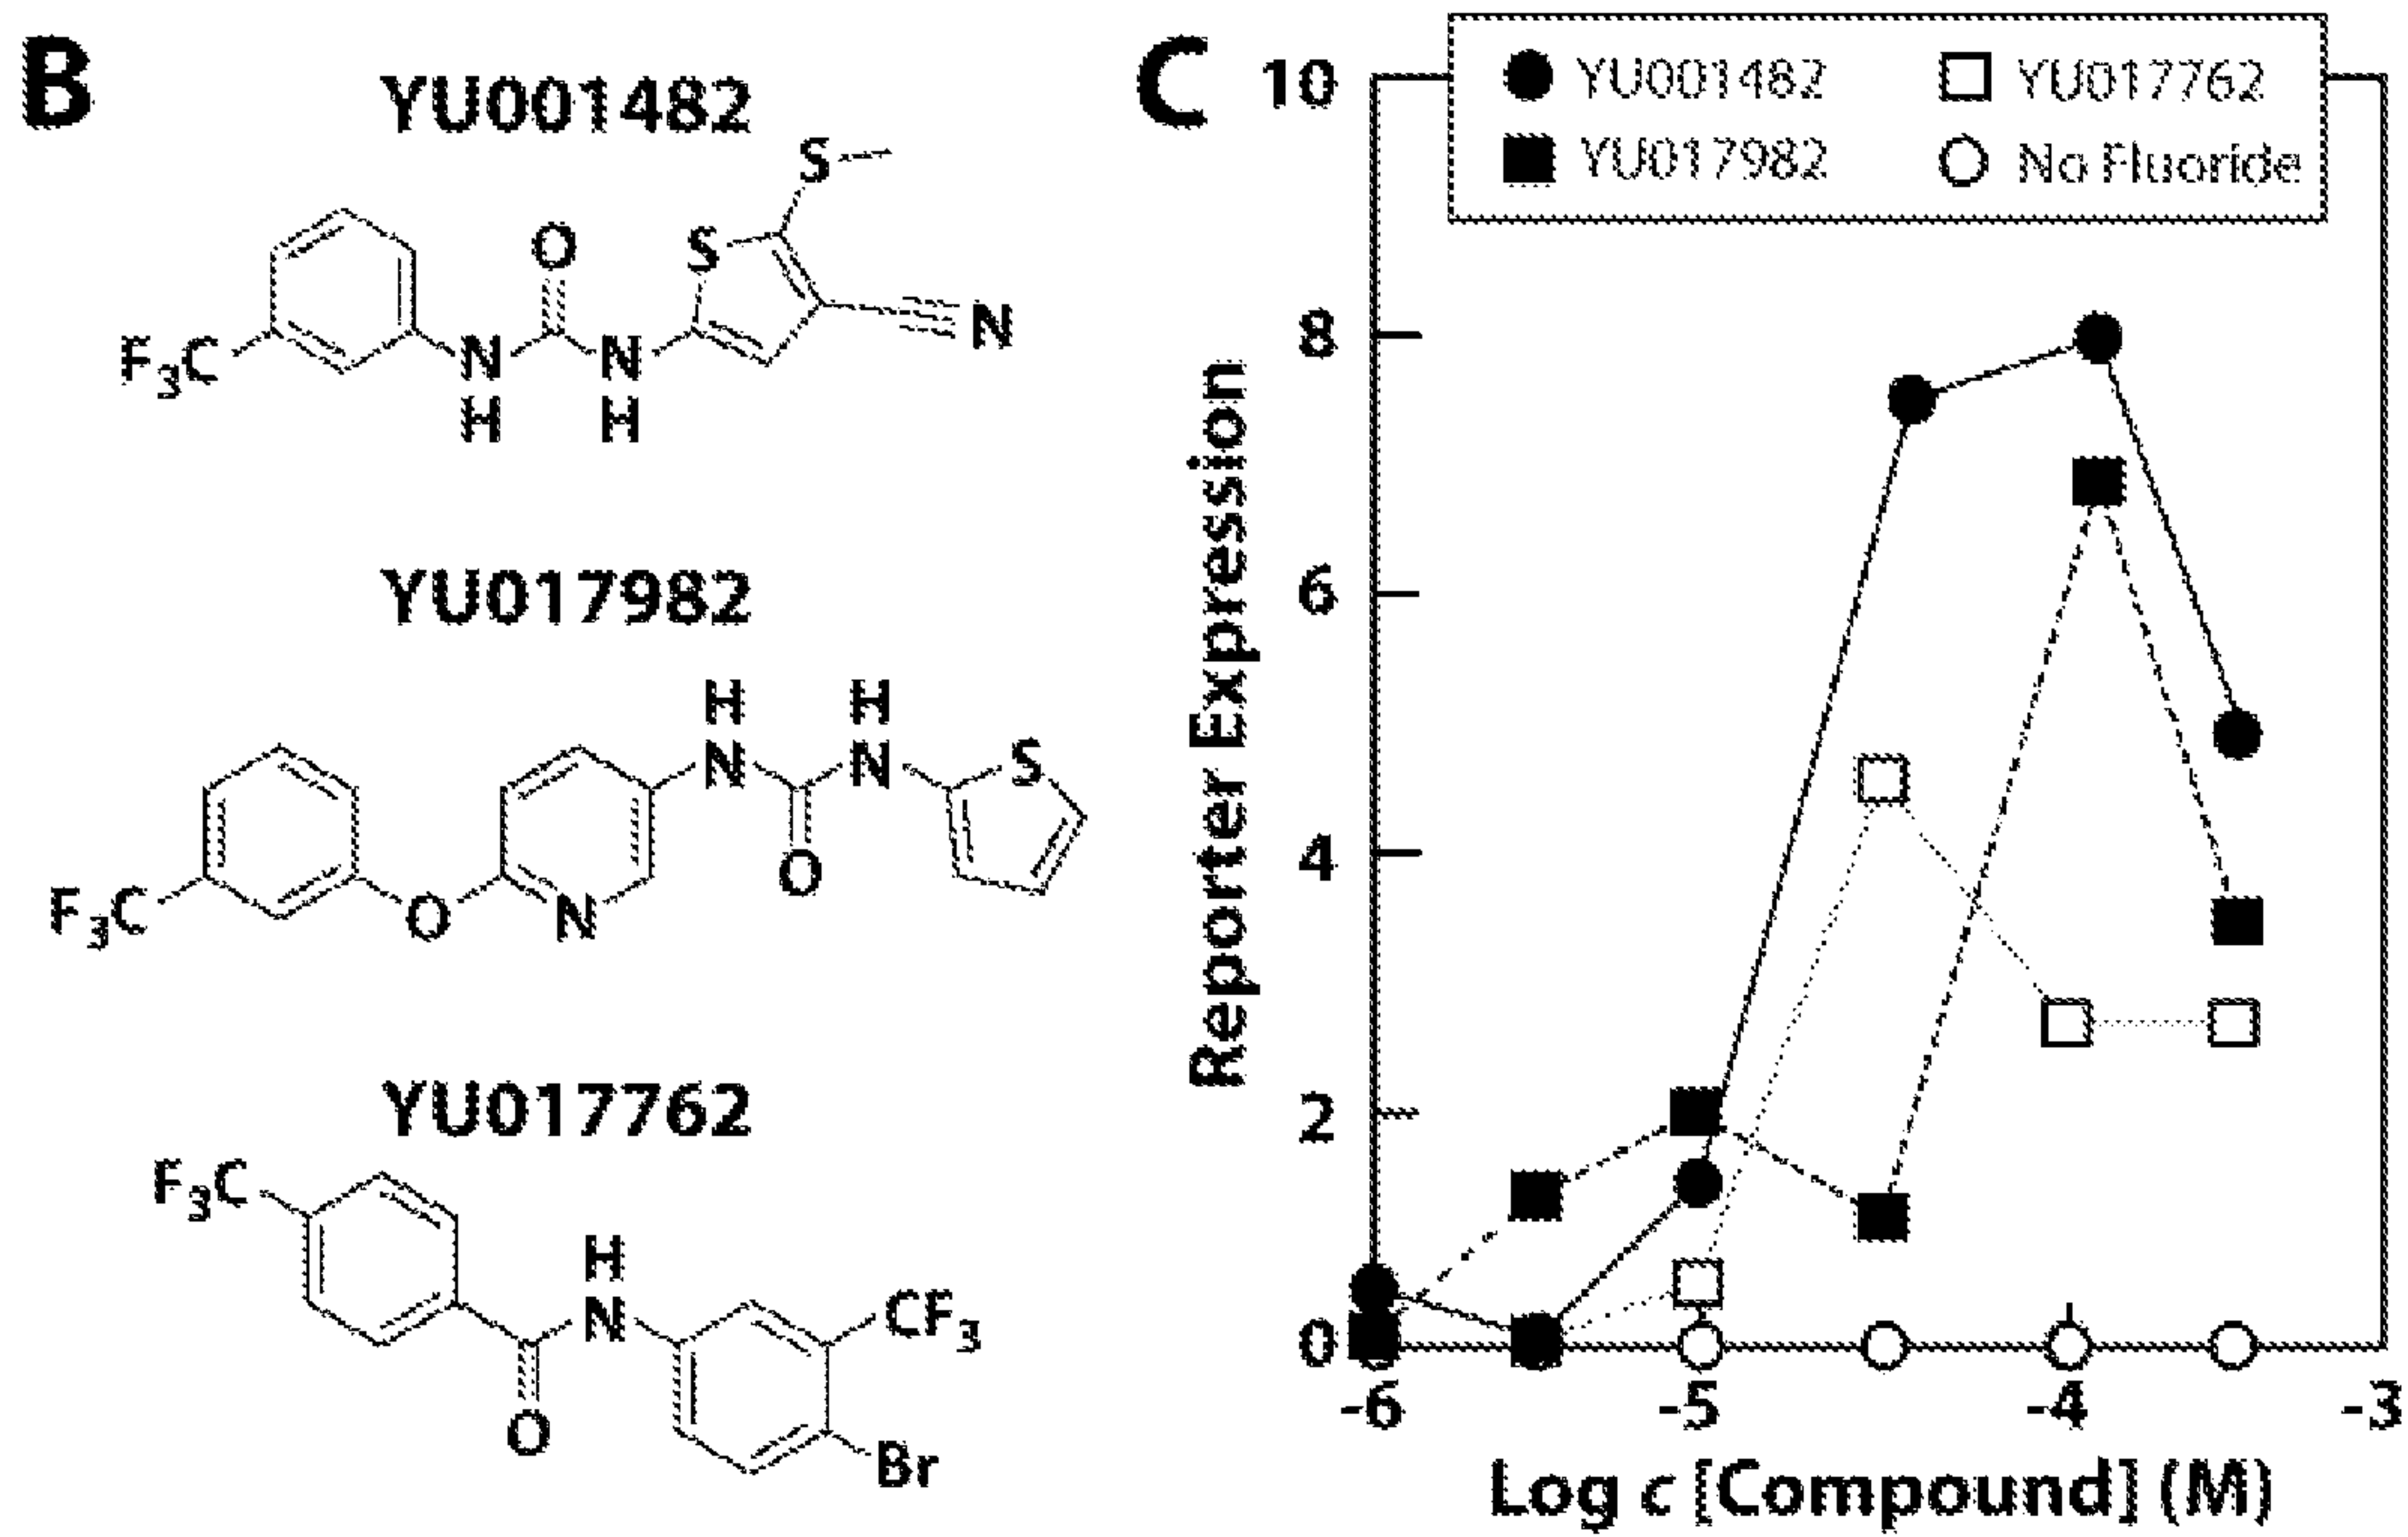 B
YU001482
S
O
S
N
F3C
N
N
H
H
YU017982
H
H
N
N
S
O
F3C
O
N
YU017762
F3C
H
N
CF3
O
Br
C
YU001482
YU017762
YU017982
No Fluoride
Reporter Expression
10
8
6
4
2
0
-6
-5
-4
-3
Log c [Compound] (M)